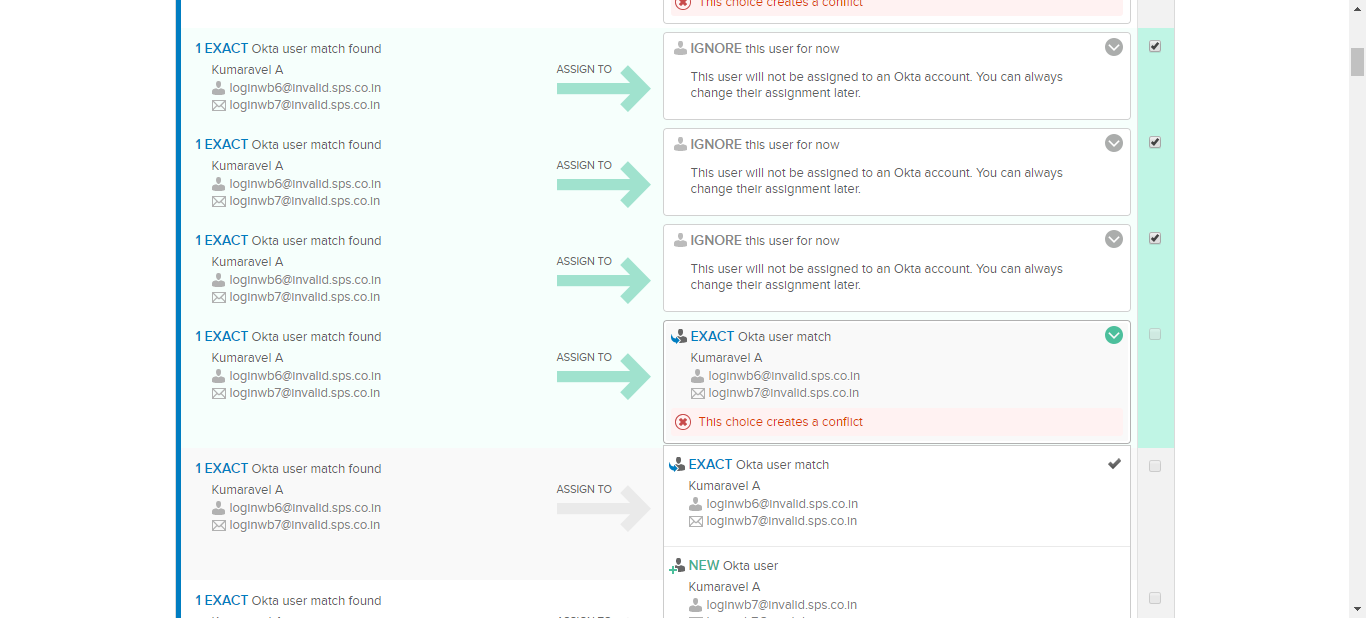 This choice creates a conflict
1 EXACT Okta user match found
Kumaravel A
loginwb6@invalid.sps.co.in
loginwb7@invalid.sps.co.in
ASSIGN TO
IGNORE this user for now
This user will not be assigned to an Okta account. You can always
change their assignment later.
1 EXACT Okta user match found
Kumaravel A
loginwb6@invalid.sps.co.in
loginwb7@invalid.sps.co.in
ASSIGN TO
IGNORE this user for now
This user will not be assigned to an Okta account. You can always
change their assignment later.
1 EXACT Okta user match found
Kumaravel A
loginwb6@invalid.sps.co.in
loginwb7@invalid.sps.co.in
ASSIGN TO
IGNORE this user for now
This user will not be assigned to an Okta account. You can always
change their assignment later.
1 EXACT Okta user match found
Kumaravel A
loginwb6@invalid.sps.co.in
loginwb7@invalid.sps.co.in
ASSIGN TO
EXACT Okta user match
Kumaravel A
loginwb6@invalid.sps.co.in
loginwb7@invalid.sps.co.in
This choice creates a conflict
1 EXACT Okta user match found
Kumaravel A
loginwb6@invalid.sps.co.in
loginwb7@invalid.sps.co.in
ASSIGN TO
EXACT Okta user match
Kumaravel A
loginwb6@invalid.sps.co.in
loginwb7@invalid.sps.co.in
NEW Okta user
Kumaravel A
loginwb7@invalid.sps.co.in
1 EXACT Okta user match found